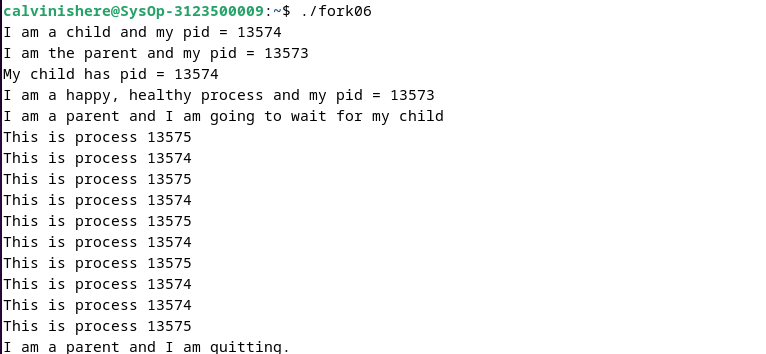 calvinishere@SysOp-3123500009:~$ ./fork06
I am a child and my pid = 13574
I am the parent and my pid = 13573
My child has pid = 13574
I am a happy, healthy process and my pid = 13573
I am a parent and I am going to wait for my child
This is process 13575
This is process 13574
This is process 13575
This is process 13574
This is process 13575
This is process 13574
This is process 13575
This is process 13574
This is process 13574
This is process 13575
I am a parent and I am quitting.